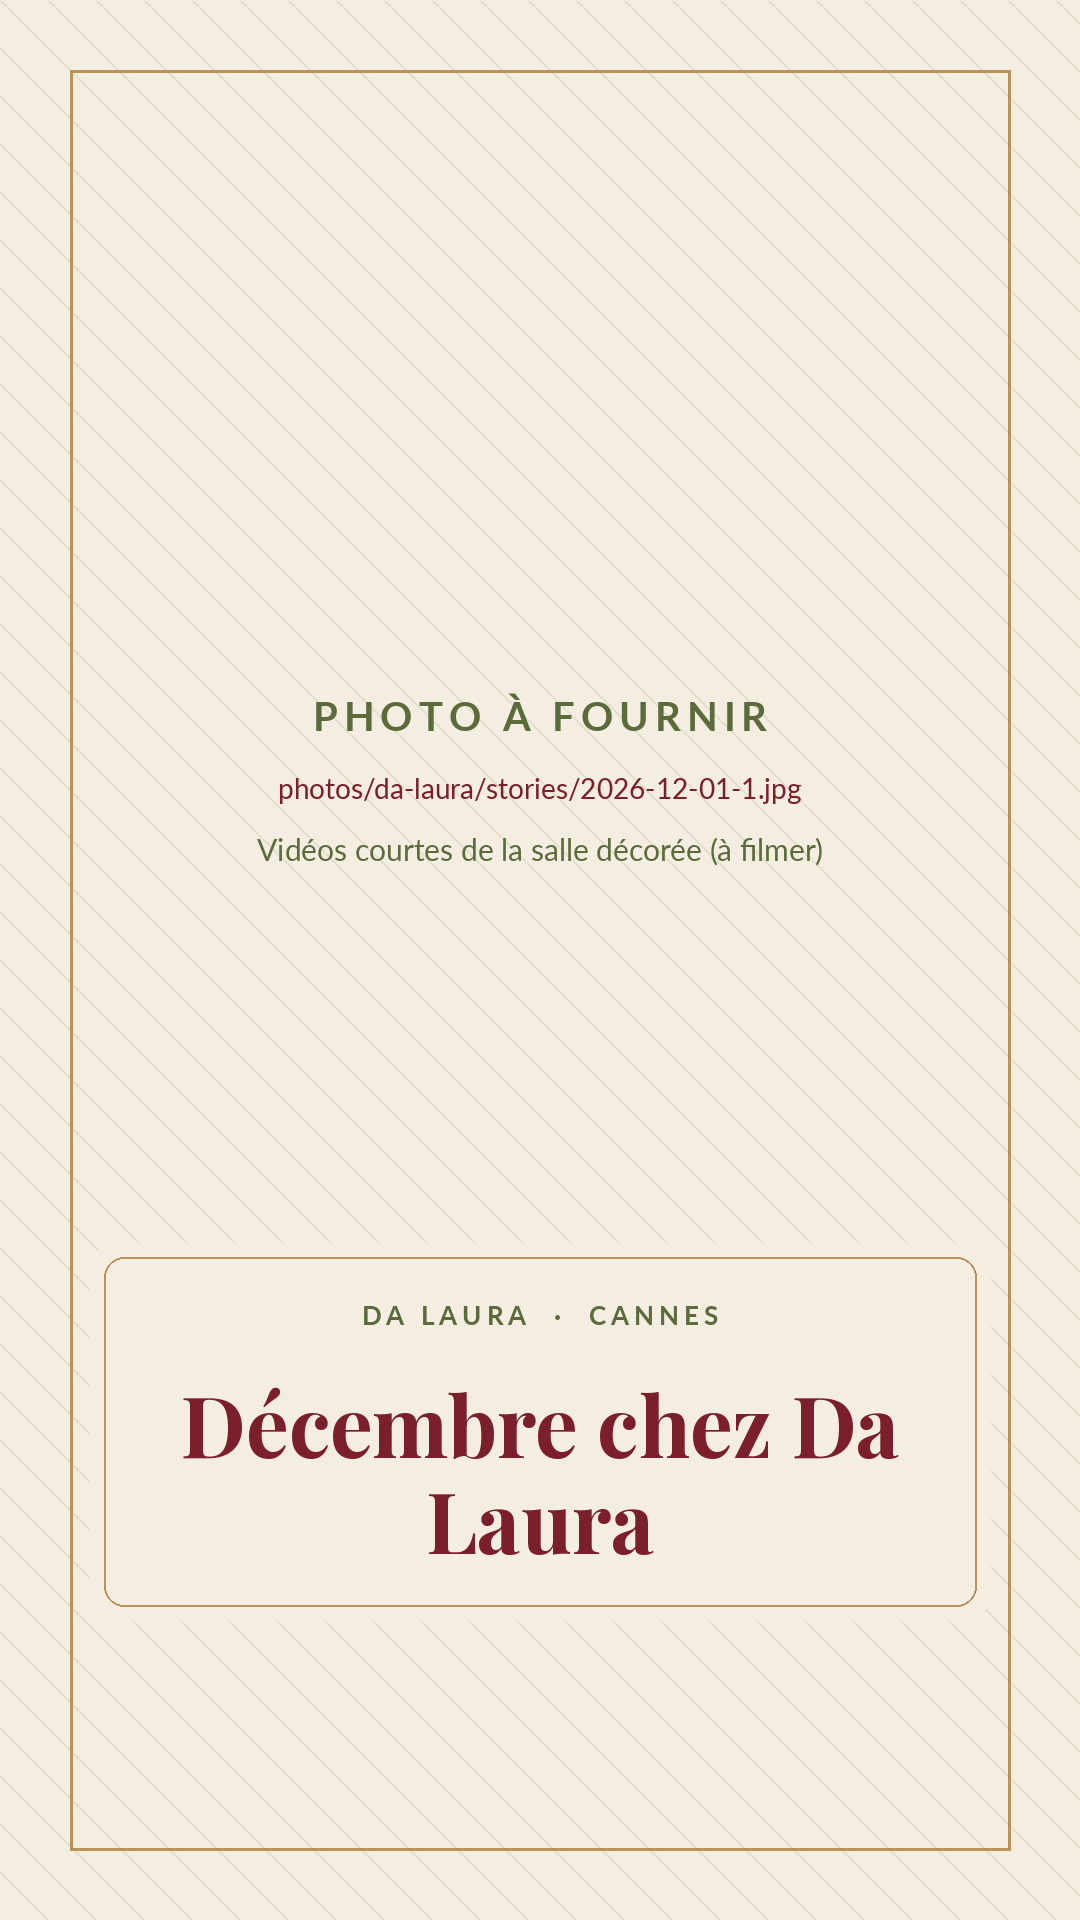 PHOTO À FOURNIR
photos/da-laura/stories/2026-12-01-1.jpg
Vidéos courtes de la salle décorée (à filmer)
DA LAURA · CANNES
Décembre chez Da
Laura